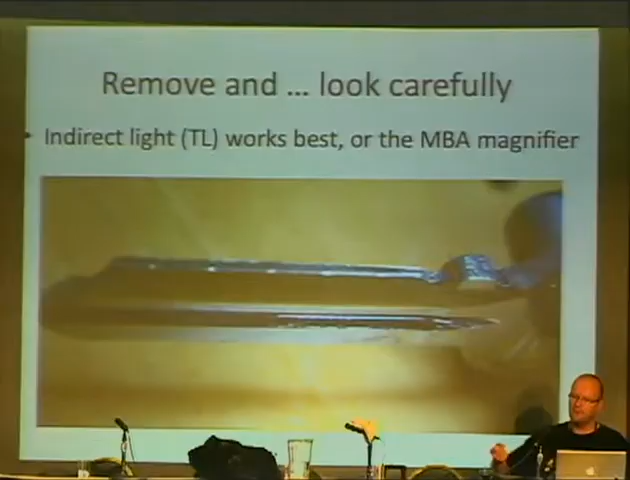 Remove and ... look carefully
Indirect light (TL) works best, or the MBA magnifier